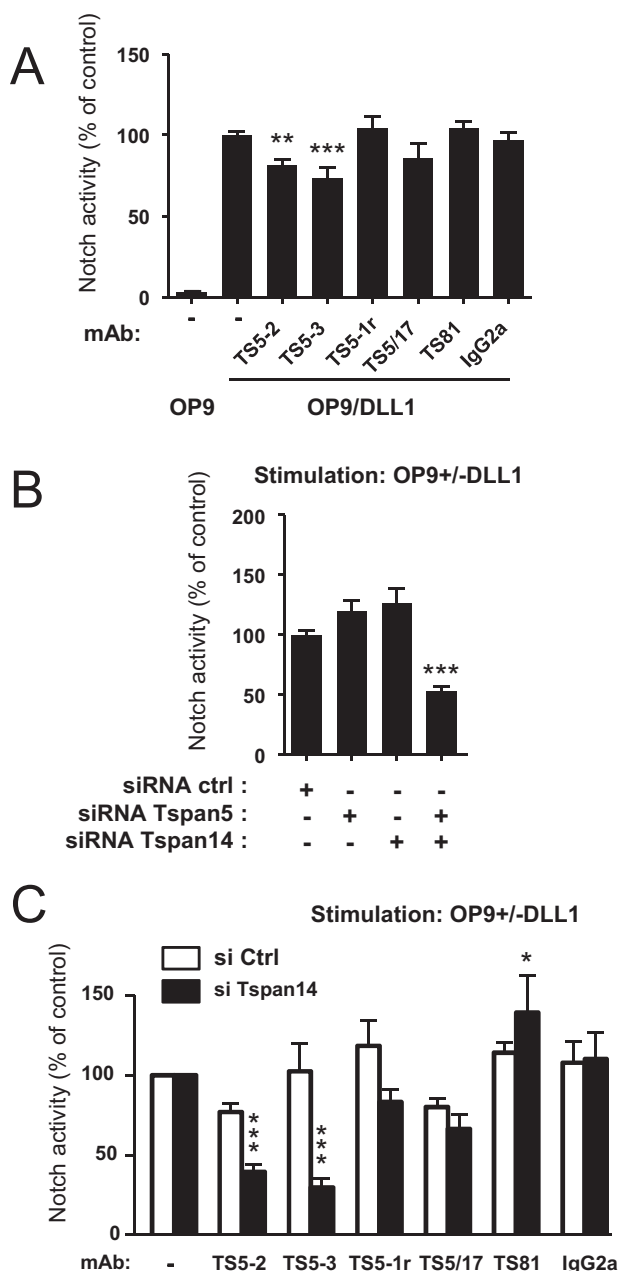 A
Notch activity (% of control)
150
100
50
0
** ***
mAb: - - TS5-2 TS5-3 TS5-1r TS5/17 TS81 IgG2a
OP9 OP9/DLL1
B
Stimulation: OP9+/-DLL1
Notch activity (% of control)
200
150
100
50
0
***
siRNA ctrl : + - - -
siRNA Tspan5 : - + - +
siRNA Tspan14 : - - + +
C
Stimulation: OP9+/-DLL1
si Ctrl
si Tspan14
Notch activity (% of control)
150
100
50
0
*** *** *
mAb: - TS5-2 TS5-3 TS5-1r TS5/17 TS81 IgG2a